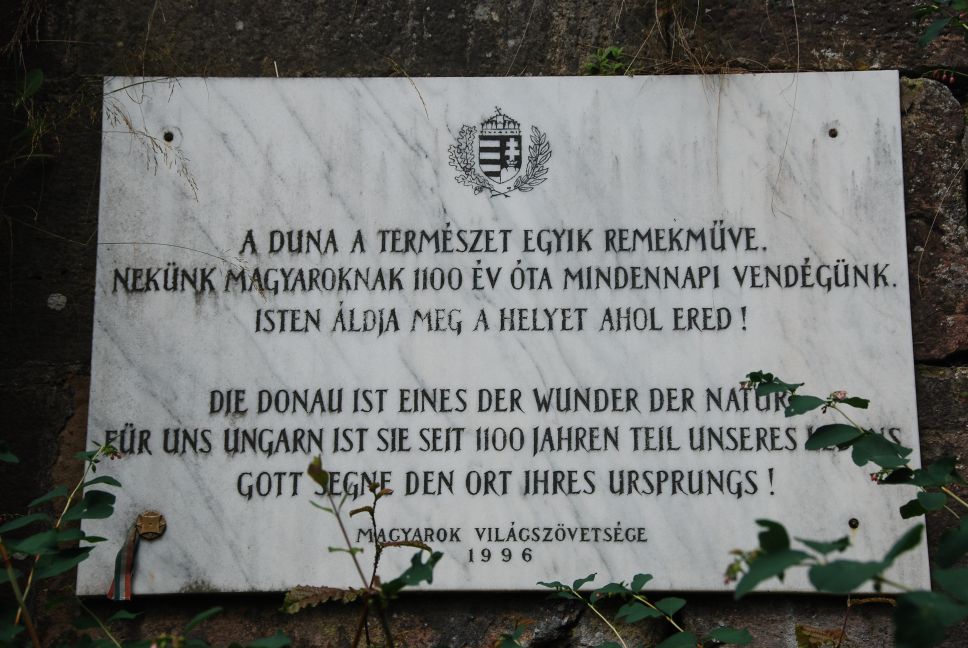 A DUNA A TERMÉSZET EGYIK REMEKMŰVE.
NEKÜNK MAGYAROKNAK 1100 ÉV ÓTA MINDENNAPI VENDÉGÜNK.
ISTEN ÁLDJA MEG A HELYET AHOL ERED!
DIE DONAU IST EINES DER WUNDER DER NATUR
FÜR UNS UNGARN IST SIE SEIT 1100 JAHREN TEIL UNSERES
GOTT SEGNE DEN ORT IHRES URSPRUNGS!
MAGYAROK VILÁGSZÖVETSÉGE
1996